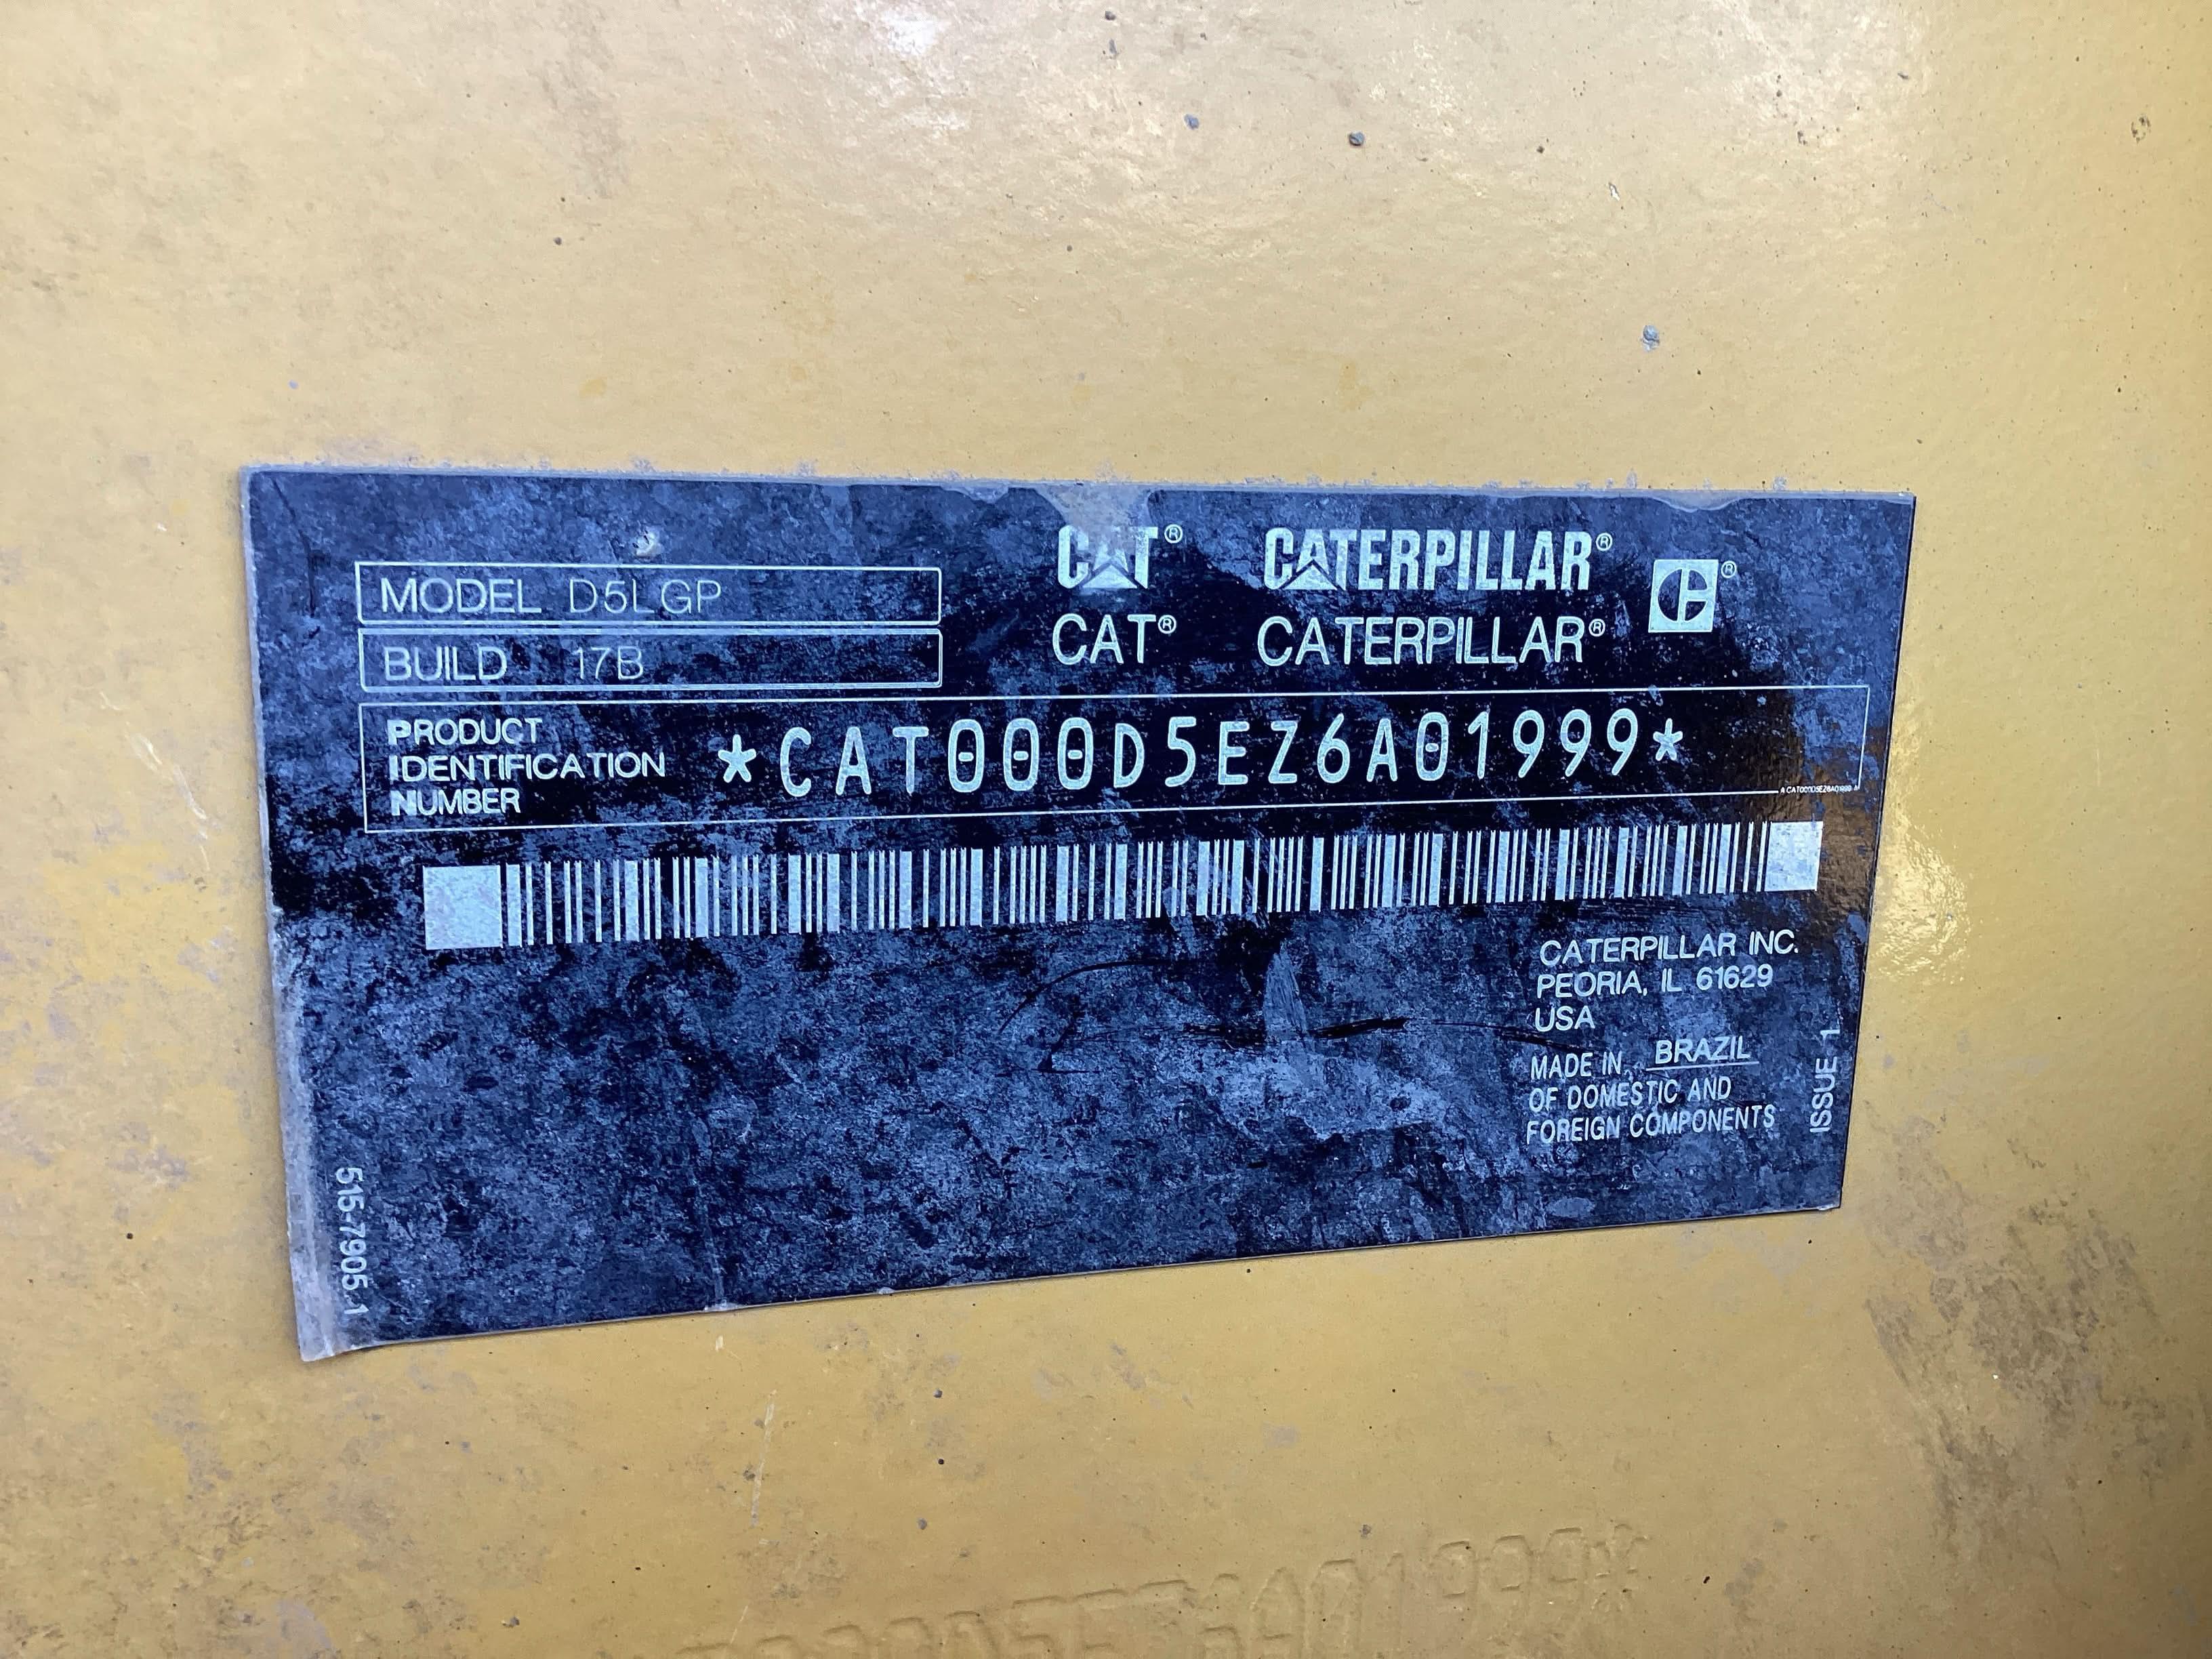 CAT® CATERPILLAR®
CAT® CATERPILLAR®
MODEL D5LGP
BUILD 17B
PRODUCT
IDENTIFICATION
NUMBER
*CAT000D5EZ6A01999*
CATERPILLAR INC.
PEORIA, IL 61629
USA
MADE IN BRAZIL
OF DOMESTIC AND
FOREIGN COMPONENTS
ISSUE 1
515-7905 1